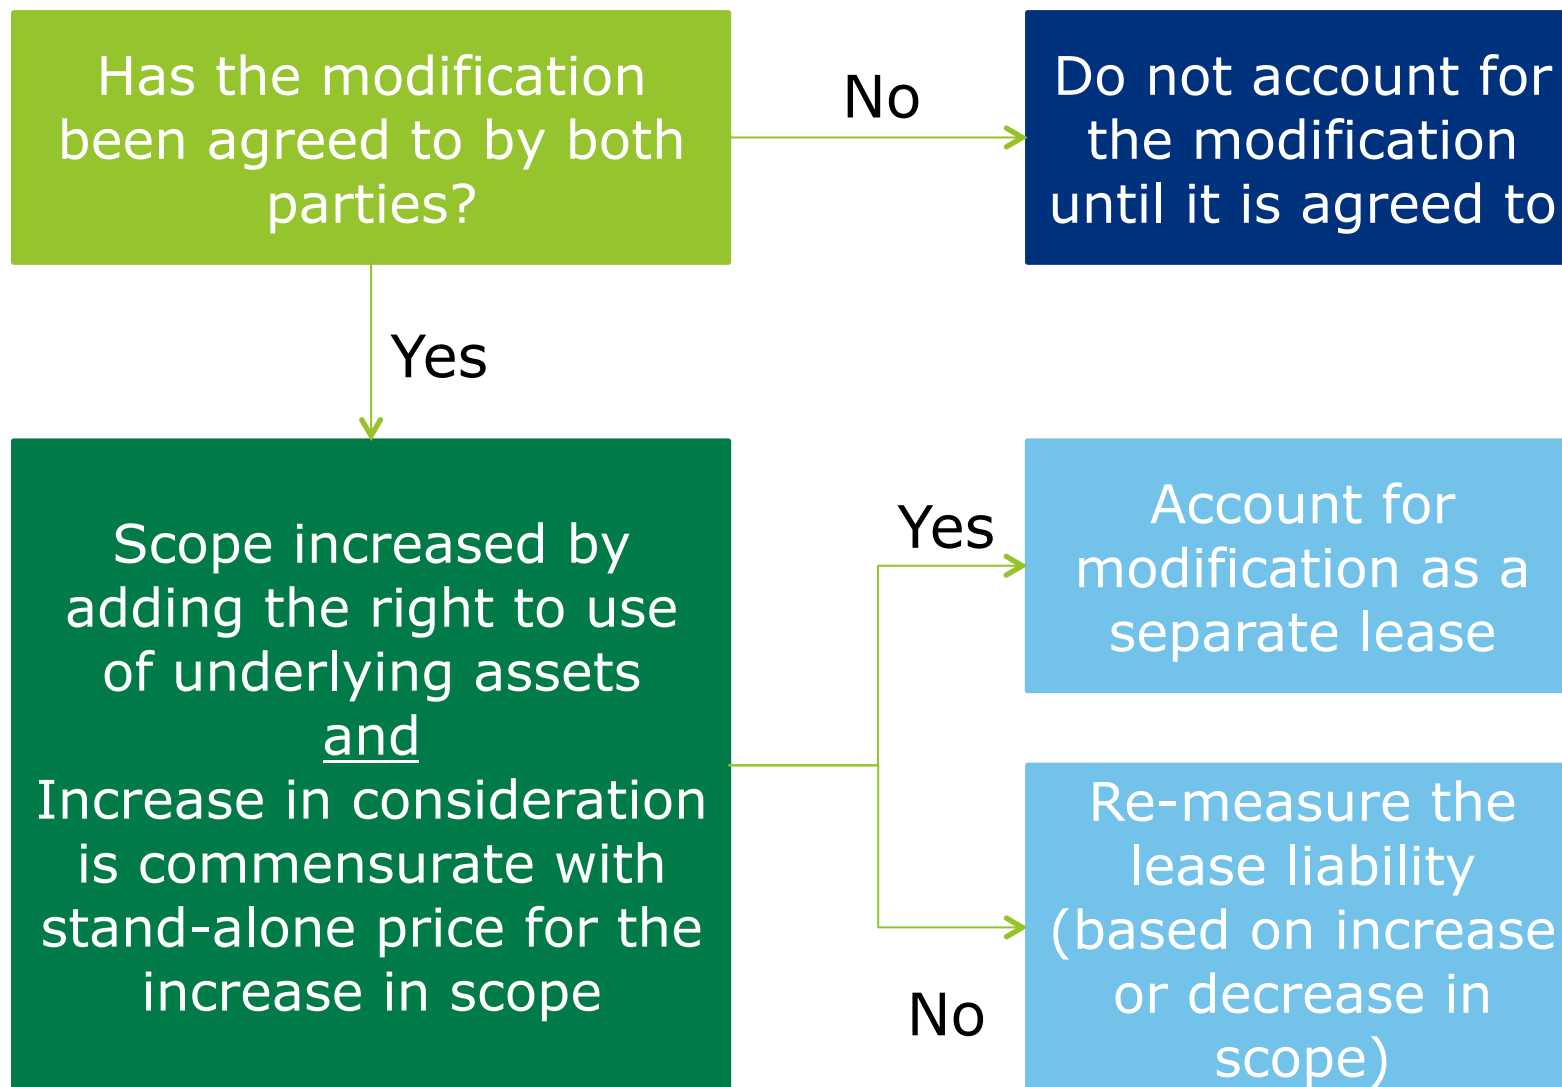 Has the modification
been agreed to by both
parties?
No
Do not account for
the modification
until it is agreed to
Yes
Scope increased by
adding the right to use
of underlying assets
and
Increase in consideration
is commensurate with
stand-alone price for the
increase in scope
Yes
Account for
modification as a
separate lease
No
Re-measure the
lease liability
(based on increase
or decrease in
scope)